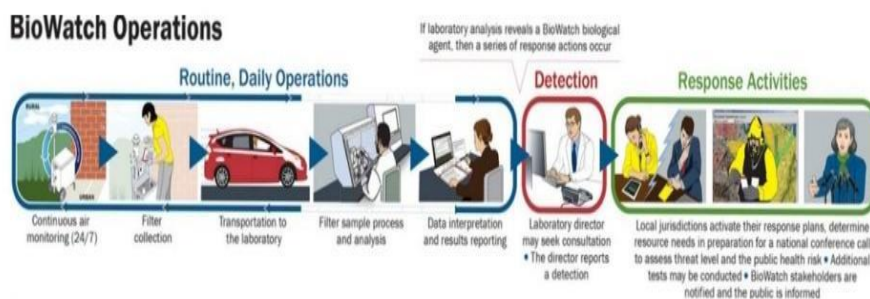 BioWatch Operations
If laboratory analysis reveals a BioWatch biological
agent, then a series of response actions occur
Routine, Daily Operations
Detection
Response Activities
RURAL
URBAN
Continuous air
monitoring (24/7)
Filter
collection
Transportation to
the laboratory
Filter sample process
and analysis
Data interpretation
and results reporting
Laboratory director
may seek consultation
• The director reports
a detection
Local jurisdictions activate their response plans, determine
resource needs in preparation for a national conference call
to assess threat level and the public health risk • Additional
tests may be conducted • BioWatch stakeholders are
notified and the public is informed